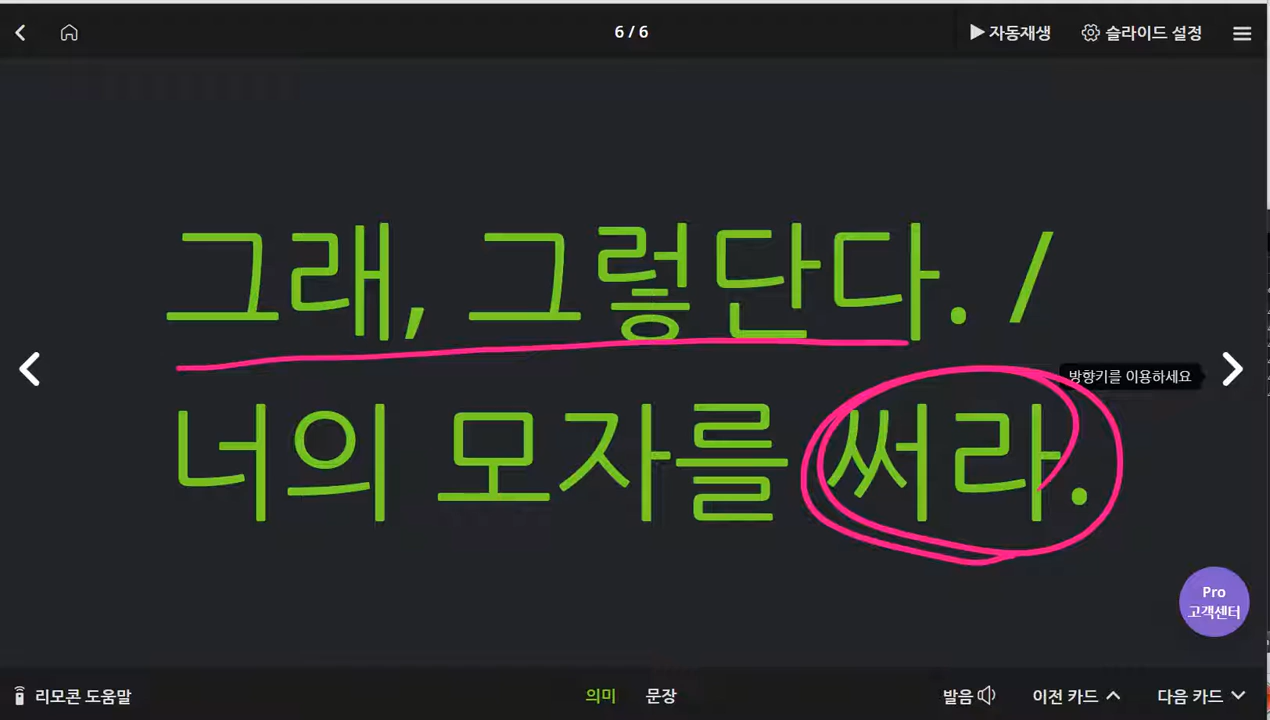 6 / 6
자동재생
슬라이드 설정
그래, 그렇단다. /
너의 모자를 써라.
방향키를 이용하세요
Pro
고객센터
리모콘 도움말
의미
문장
발음
이전 카드
다음 카드